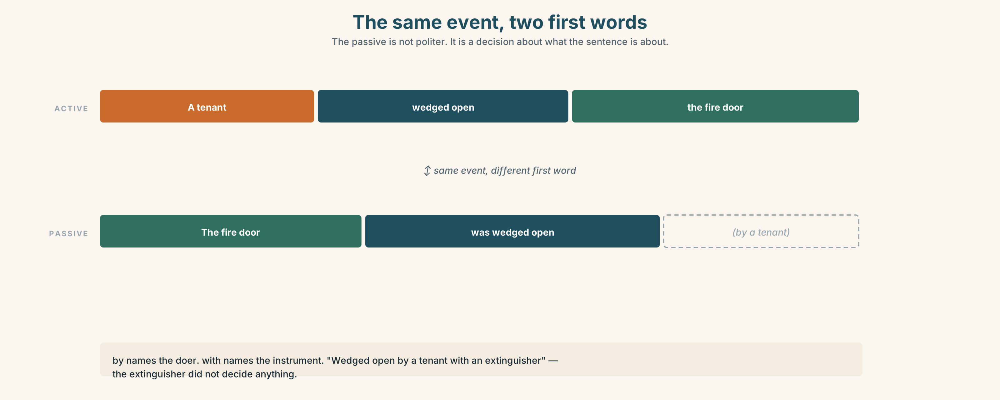 The same event, two first words
The passive is not politer. It is a decision about what the sentence is about.
ACTIVE
A tenant
wedged open
the fire door
↕ same event, different first word
PASSIVE
The fire door
was wedged open
(by a tenant)
by names the doer. with names the instrument. "Wedged open by a tenant with an extinguisher" —
the extinguisher did not decide anything.